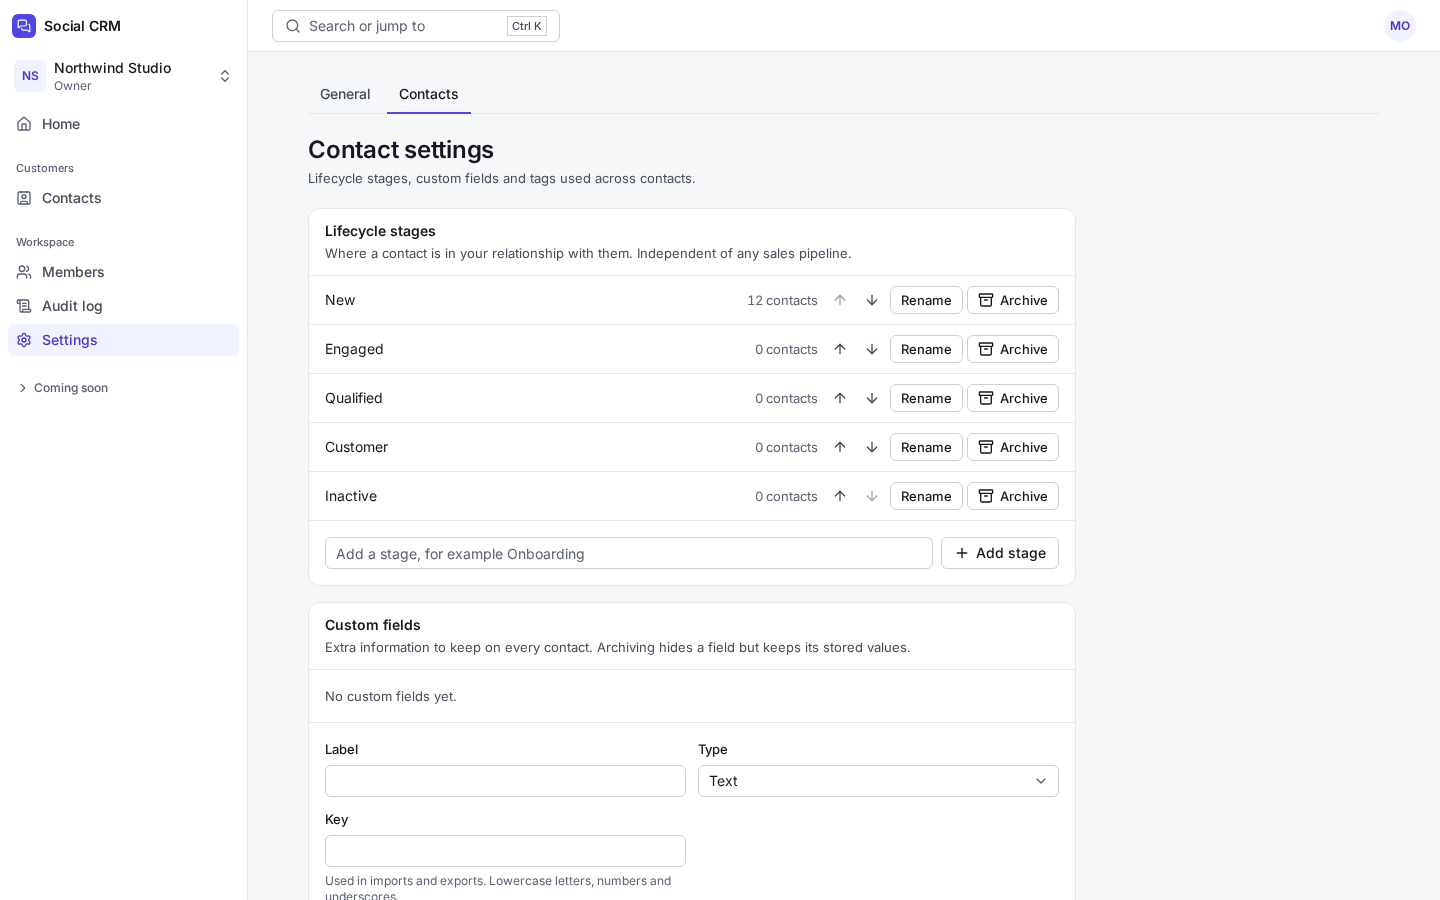 Social CRM
Search or jump to
Ctrl K
MO
NS
Northwind Studio
Owner
Home
Customers
Contacts
Workspace
Members
Audit log
Settings
Coming soon
General
Contacts
Contact settings
Lifecycle stages, custom fields and tags used across contacts.
Lifecycle stages
Where a contact is in your relationship with them. Independent of any sales pipeline.
New 12 contacts Rename Archive
Engaged 0 contacts Rename Archive
Qualified 0 contacts Rename Archive
Customer 0 contacts Rename Archive
Inactive 0 contacts Rename Archive
Add a stage, for example Onboarding
Add stage
Custom fields
Extra information to keep on every contact. Archiving hides a field but keeps its stored values.
No custom fields yet.
Label
Type
Text
Key
Used in imports and exports. Lowercase letters, numbers and
underscores.